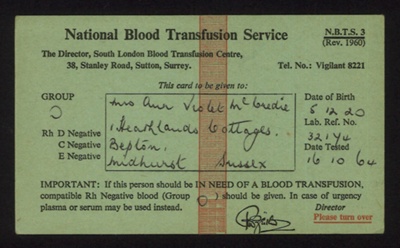 National Blood Transfusion Service
N.B.T.S. 3
(Rev. 1960)
The Director, South London Blood Transfusion Centre,
38, Stanley Road, Sutton, Surrey.
Tel. No.: Vigilant 8221
This card to be given to:
GROUP
O
Mrs Ann Violet McCredie
Date of Birth
6 12 20
Lab. Ref. No.
1 Heathlands Cottages.
32144
Rh D Negative
C Negative
E Negative
Bepton.
Midhurst Sussex
Date Tested
16 10 64
IMPORTANT: If this person should be IN NEED OF A BLOOD TRANSFUSION,
compatible Rh Negative blood (Group O) should be given. In case of urgency
plasma or serum may be used instead.
Director
Please turn over